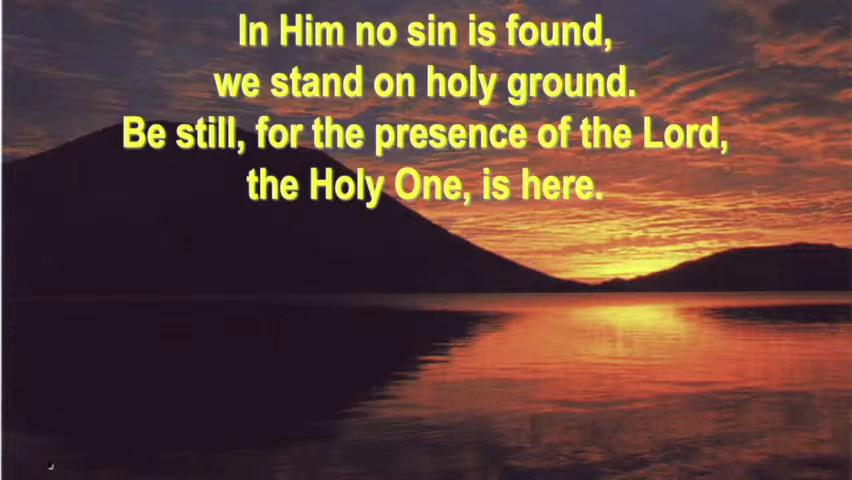 In Him no sin is found,
we stand on holy ground.
Be still, for the presence of the Lord,
the Holy One, is here.